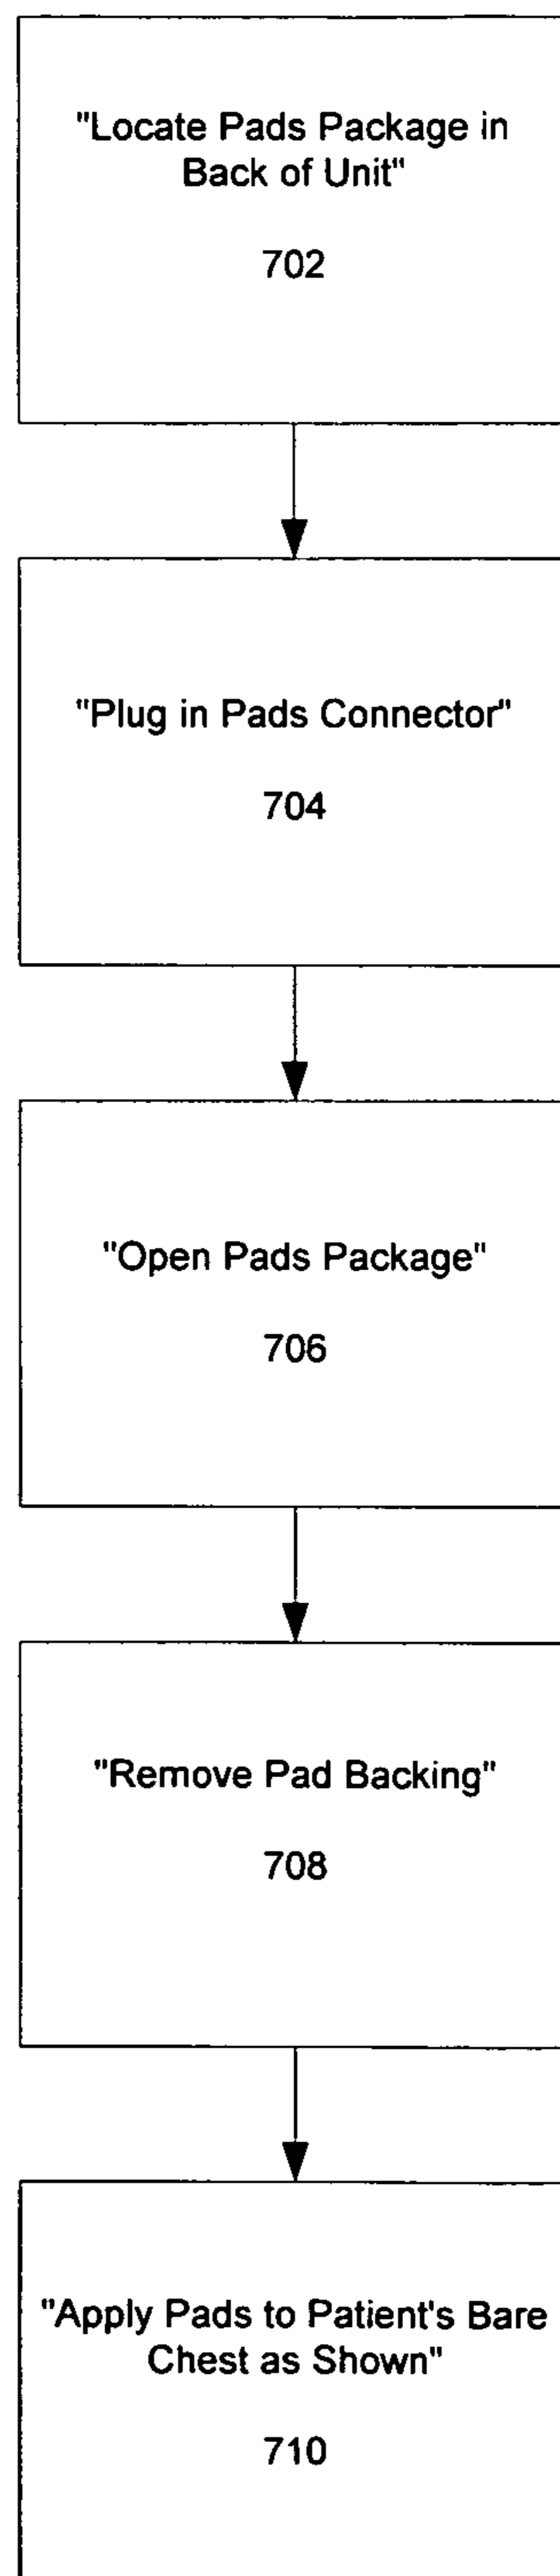 "Locate Pads Package in
Back of Unit"
702
"Plug in Pads Connector"
704
"Open Pads Package"
706
"Remove Pad Backing"
708
"Apply Pads to Patient's Bare
Chest as Shown"
710